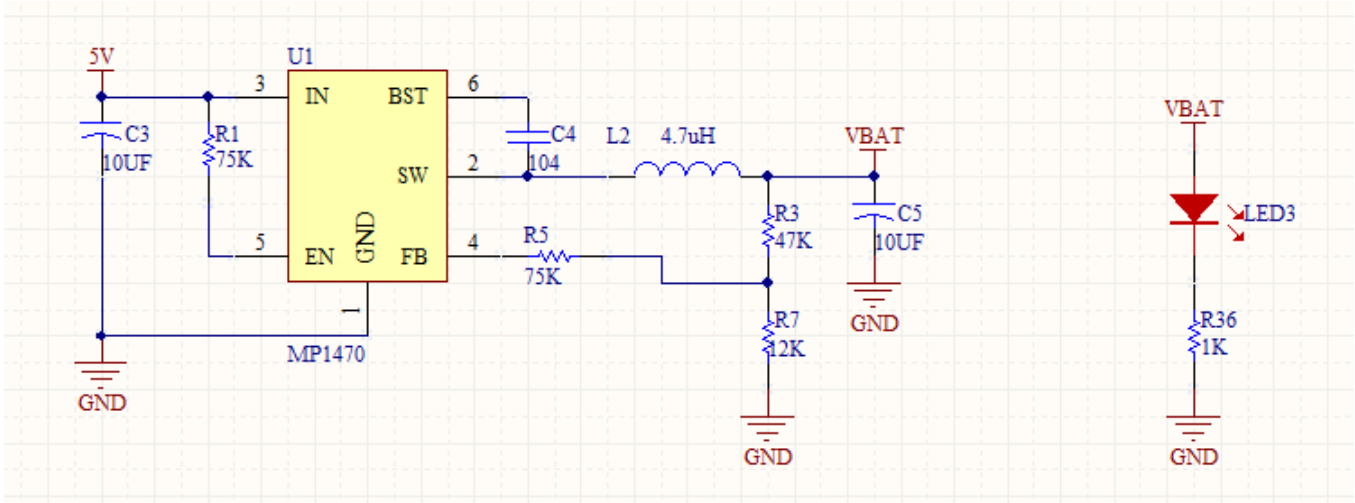 5V
U1
3
IN
BST
6
C3
10UF
R1
75K
C4
104
L2
4.7uH
VBAT
SW
2
GND
5
EN
FB
4
R5
75K
R3
47K
C5
10UF
GND
1
MP1470
R7
12K
GND
GND
VBAT
LED3
R36
1K
GND